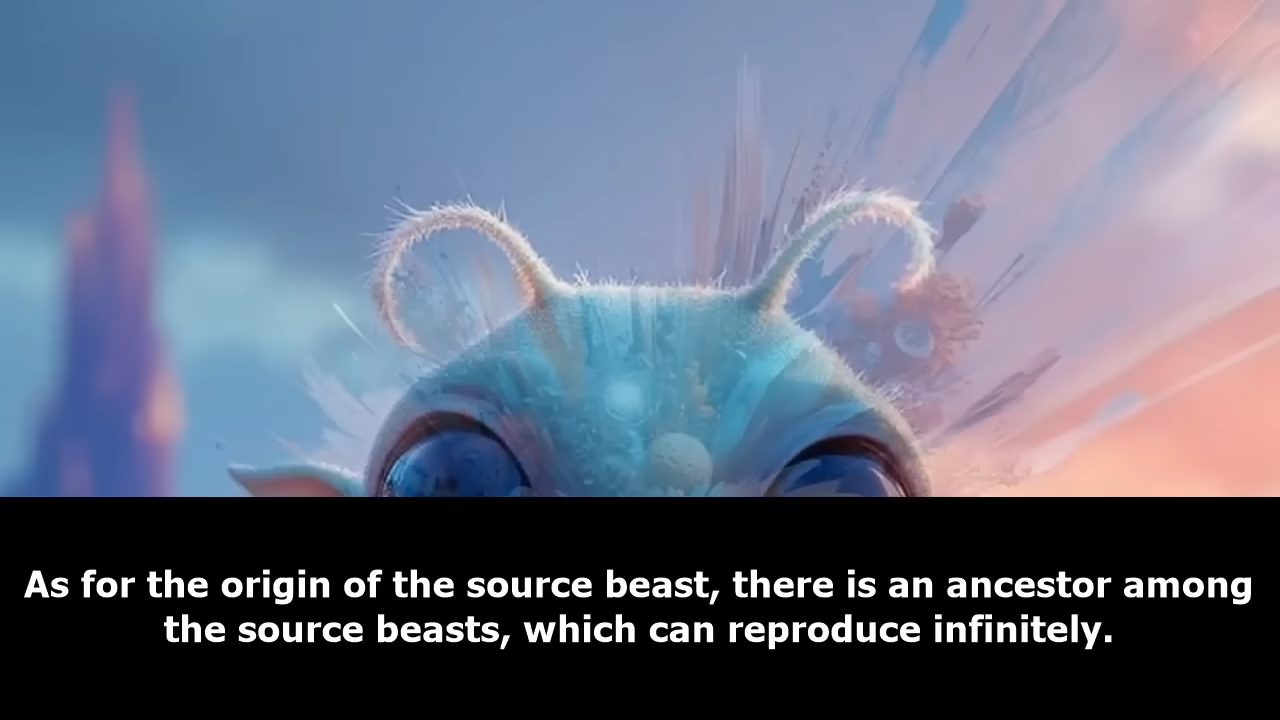 As for the origin of the source beast, there is an ancestor among
the source beasts, which can reproduce infinitely.